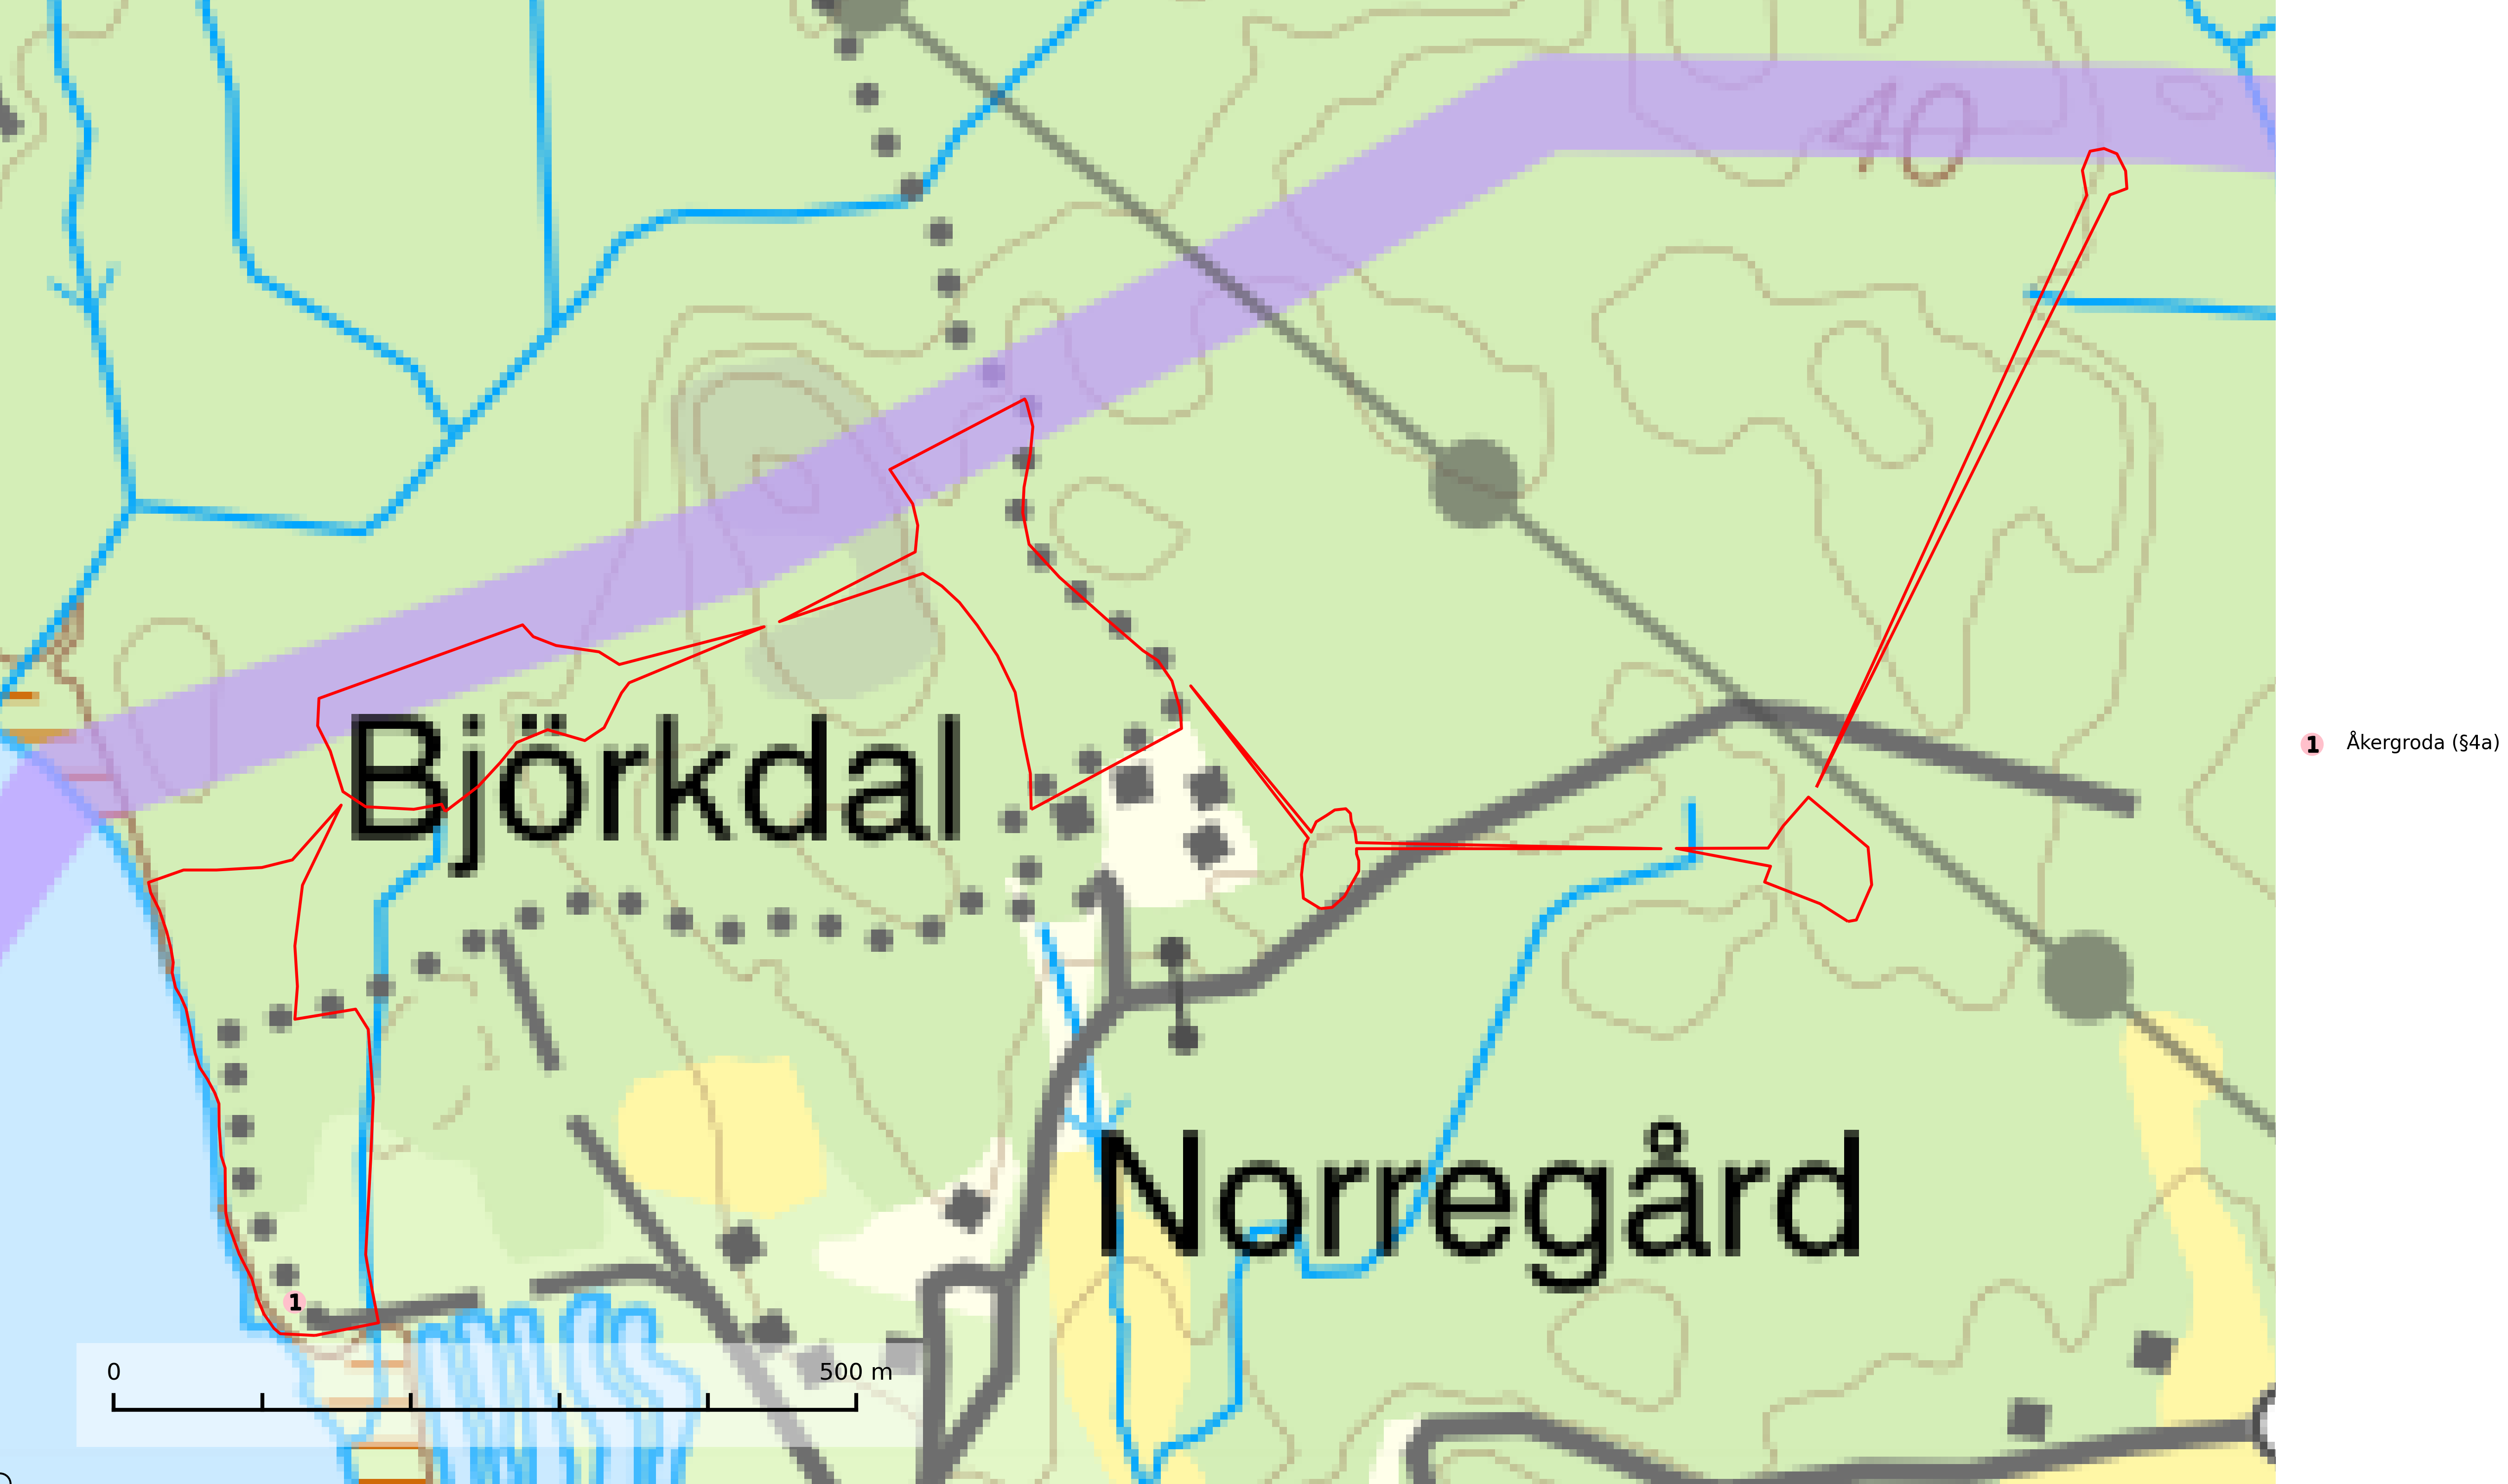 40
Björkdal
1 Åkergroda (§4a)
Norregård
1
0 500 m